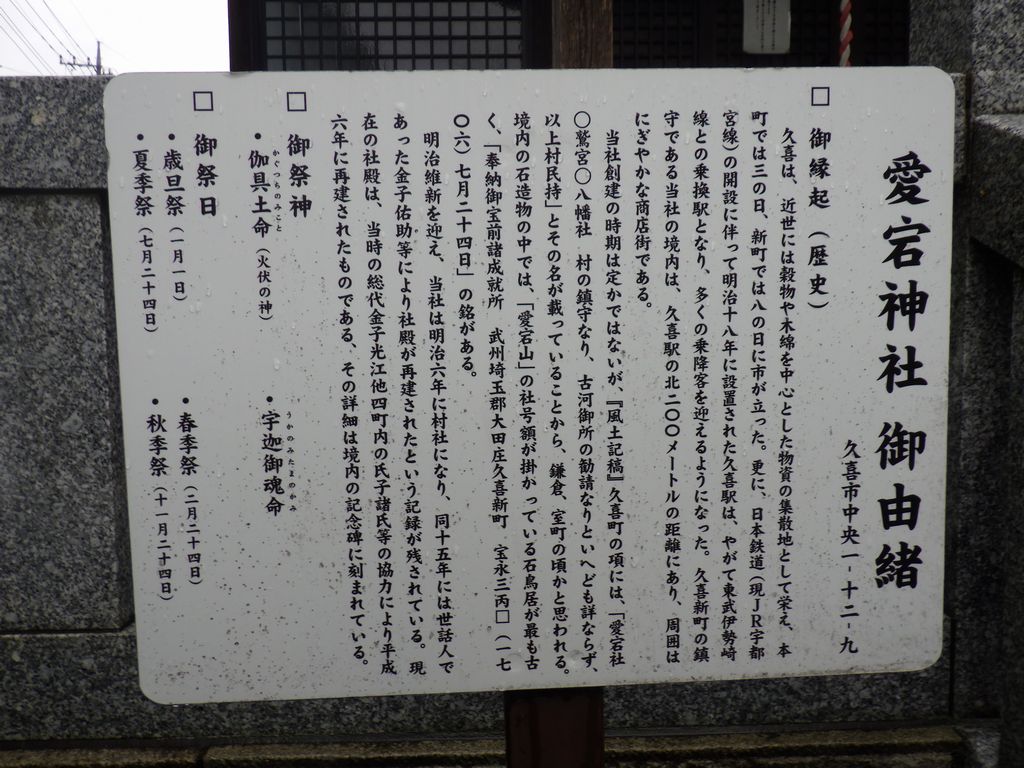 愛宕神社 御由緒
久喜市中央一-十二-九
□ 御縁起(歴史)
久喜は、近世には穀物や木綿を中心とした物資の集散地として栄え、本
町では三の日、新町では八の日に市が立った。更に、日本鉄道(現JR宇都
宮線)の開設に伴って明治十八年に設置された久喜駅は、やがて東武伊勢崎
線との乗換駅となり、多くの乗降客を迎えるようになった。久喜新町の鎮
守である当社の境内は、久喜駅の北二〇〇メートルの距離にあり、周囲は
にぎやかな商店街である。
当社創建の時期は定かではないが、『風土記稿』久喜町の項には、「愛宕社
〇鷲宮〇八幡社 村の鎮守なり、古河御所の勧請なりといへども詳ならず、
以上村民持」とその名が載っていることから、鎌倉、室町の頃かと思われる。
境内の石造物の中では、「愛宕山」の社号額が掛かっている石鳥居が最も古
く、「奉納御宝前諸成就所 武州埼玉郡大田庄久喜新町 宝永三丙□(一七
〇六)七月二十四日」の銘がある。
明治維新を迎え、当社は明治六年に村社になり、同十五年には世話人で
あった金子佑助等により社殿が再建されたという記録が残されている。現
在の社殿は、当時の総代金子光江他四町内の氏子諸氏等の協力により平成
六年に再建されたものである、その詳細は境内の記念碑に刻まれている。
□ 御祭神
・伽具土命(火伏の神) ・宇迦御魂命
かぐつちのみこと うかのみたまのかみ
□ 御祭日
・歳旦祭(一月一日) ・春季祭(二月二十四日)
・夏季祭(七月二十四日) ・秋季祭(十一月二十四日)